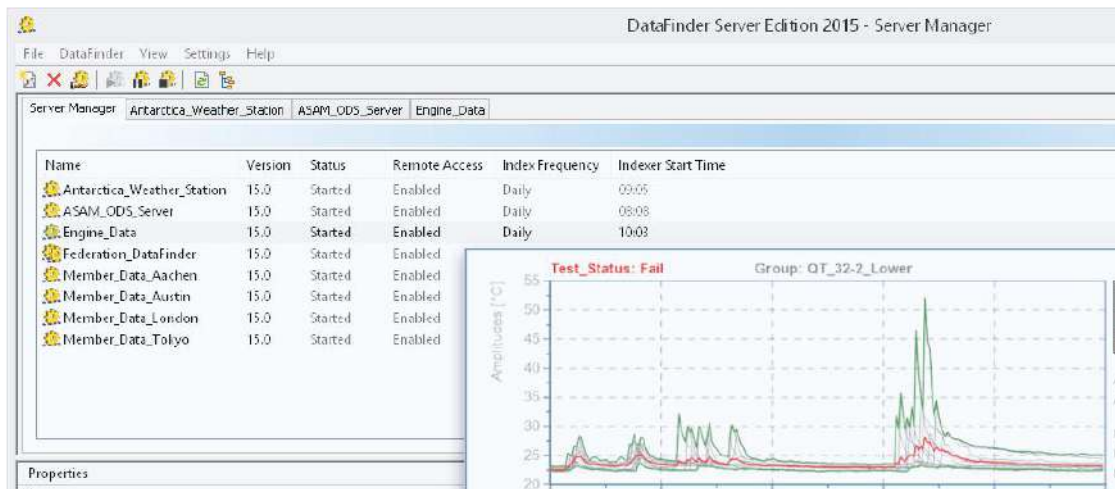 DataFinder Server Edition 2015 - Server Manager
File DataFinder View Settings Help
Server Manager Antarctica_Weather_Station ASAM_ODS_Server Engine_Data
Name Version Status Remote Access Index Frequency Indexer Start Time
Antarctica_Weather_Station 15.0 Started Enabled Daily 09:05
ASAM_ODS_Server 15.0 Started Enabled Daily 08:08
Engine_Data 15.0 Started Enabled Daily 10:03
Federation_DataFinder 15.0 Started Enabled
Member_Data_Aachen 15.0 Started Enabled
Member_Data_Austin 15.0 Started Enabled
Member_Data_London 15.0 Started Enabled
Member_Data_Tokyo 15.0 Started Enabled
Test_Status: Fail Group: QT_32-2_Lower
Amplitudes [°C]
55
50
45
40
35
30
25
20
Properties